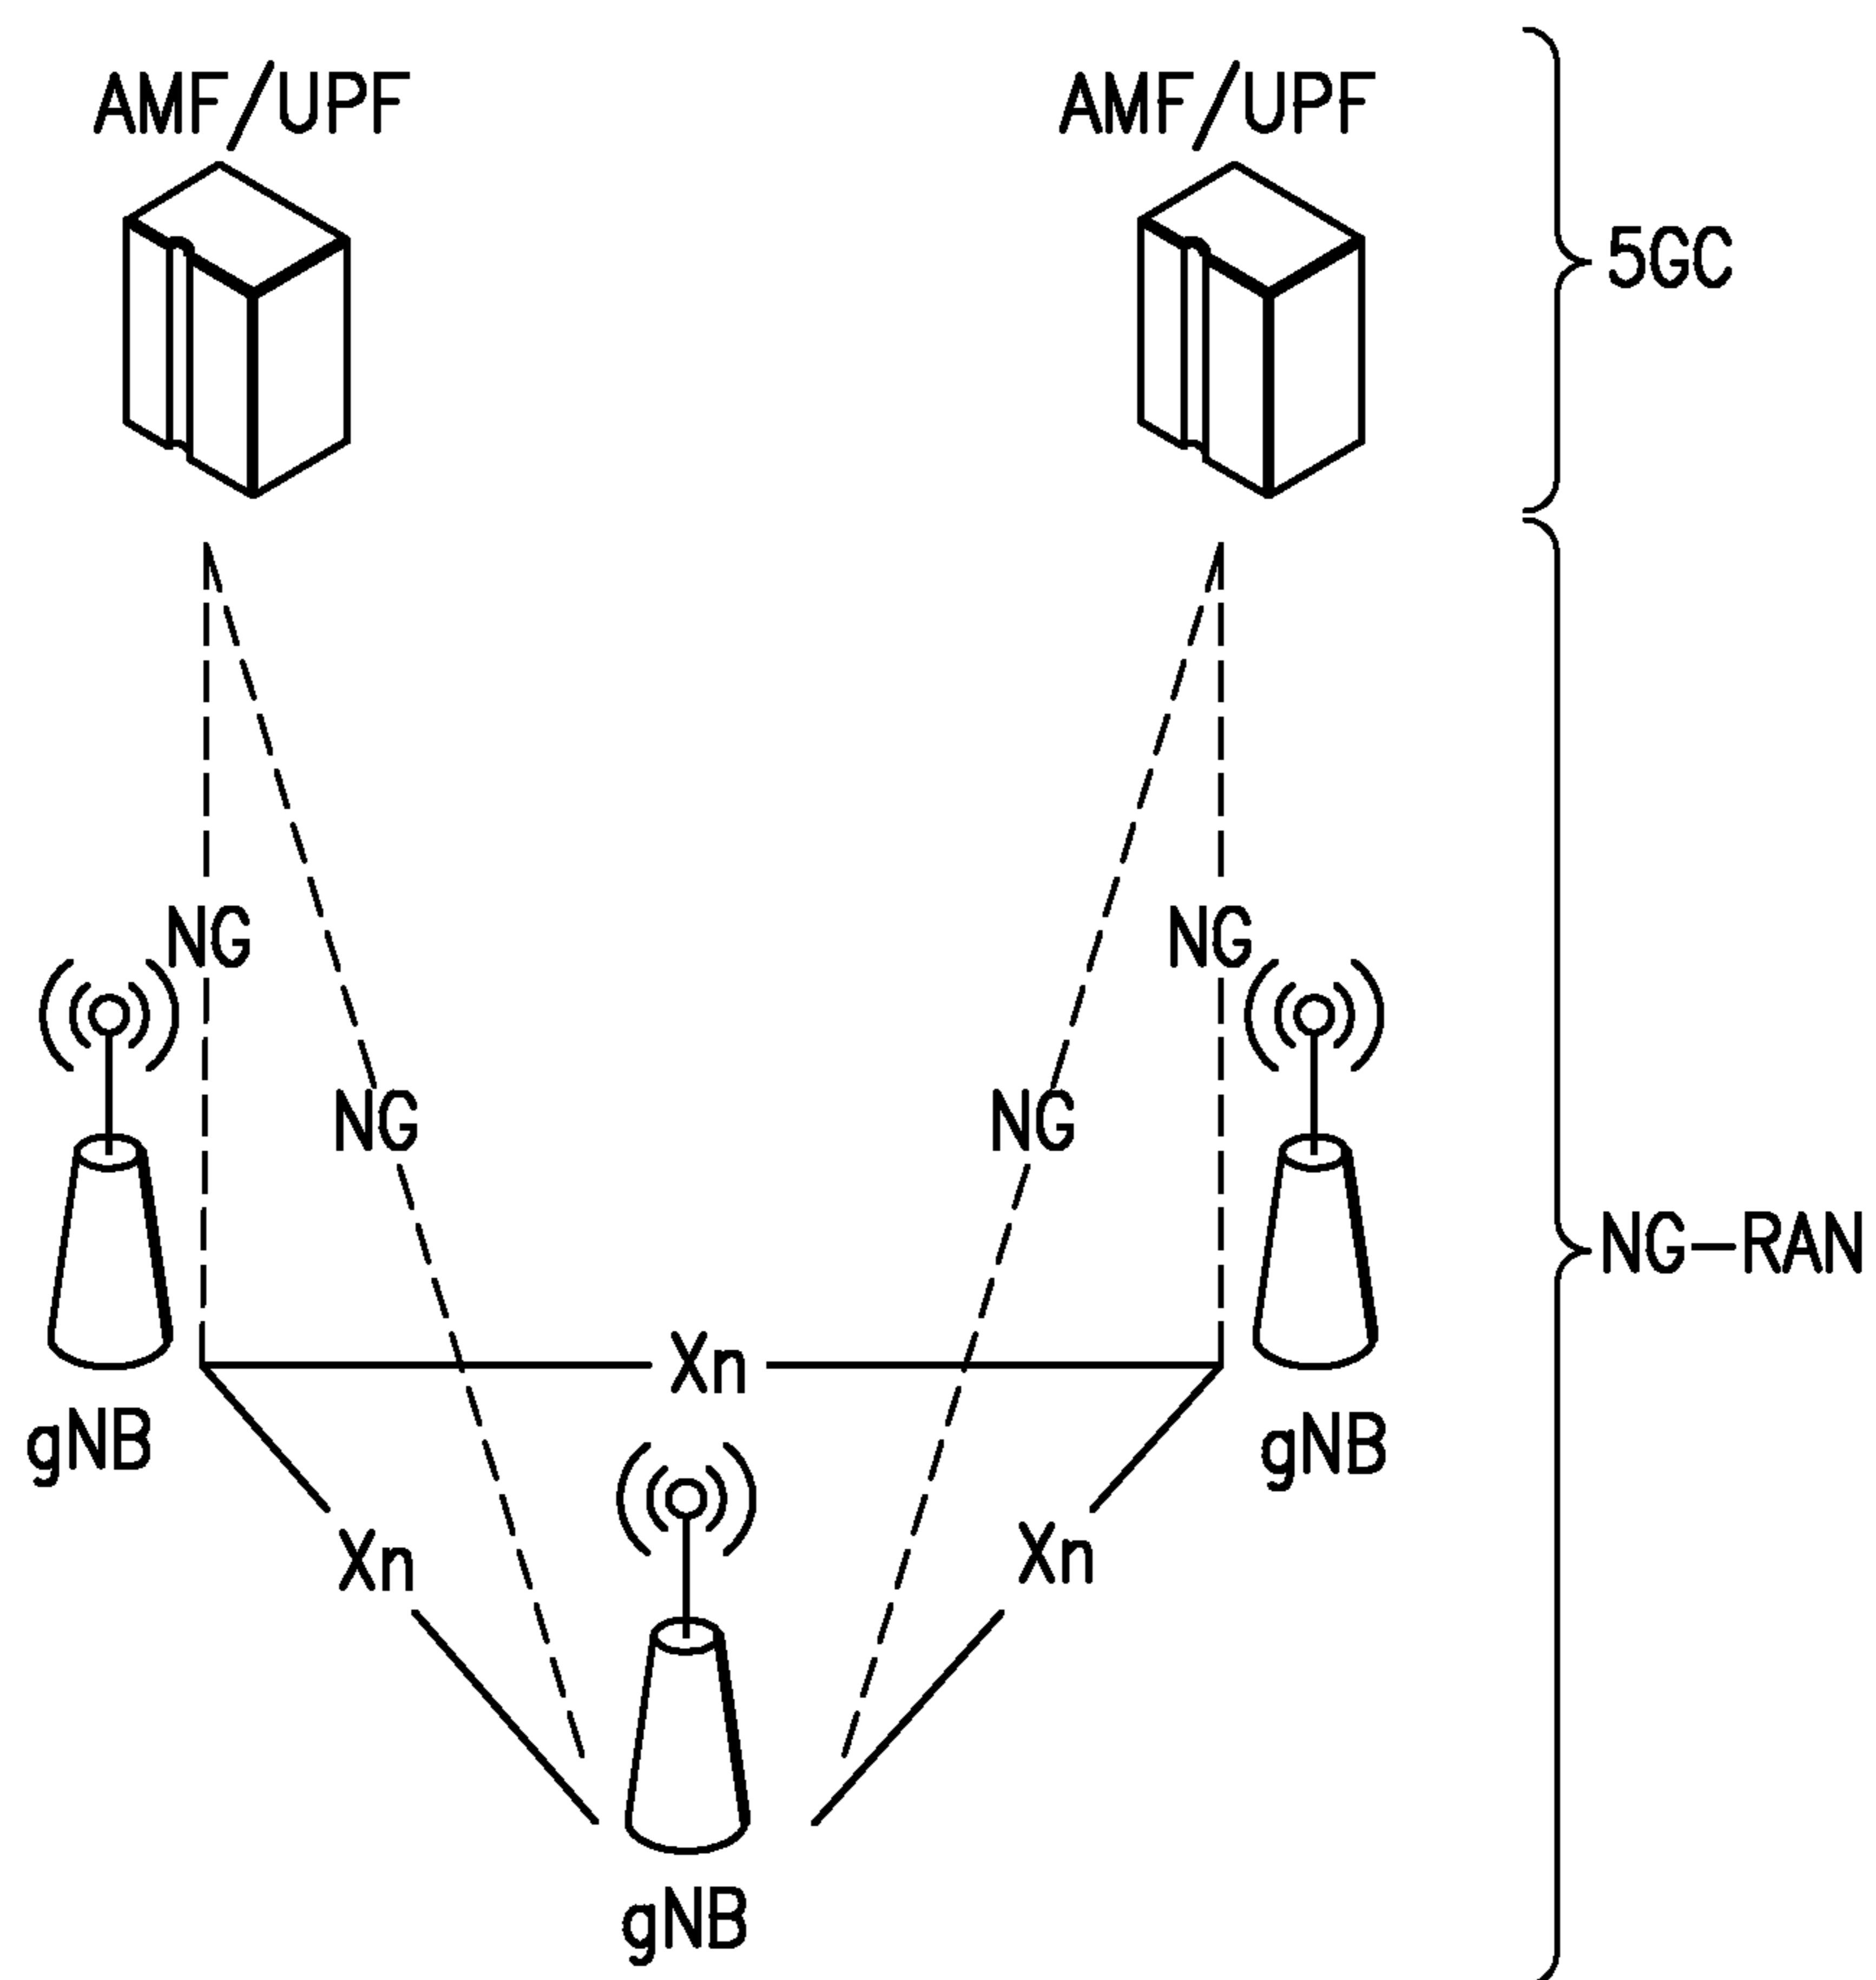 AMF/UPF
AMF/UPF
5GC
NG
NG
NG
NG
NG-RAN
Xn
gNB
gNB
Xn
Xn
gNB